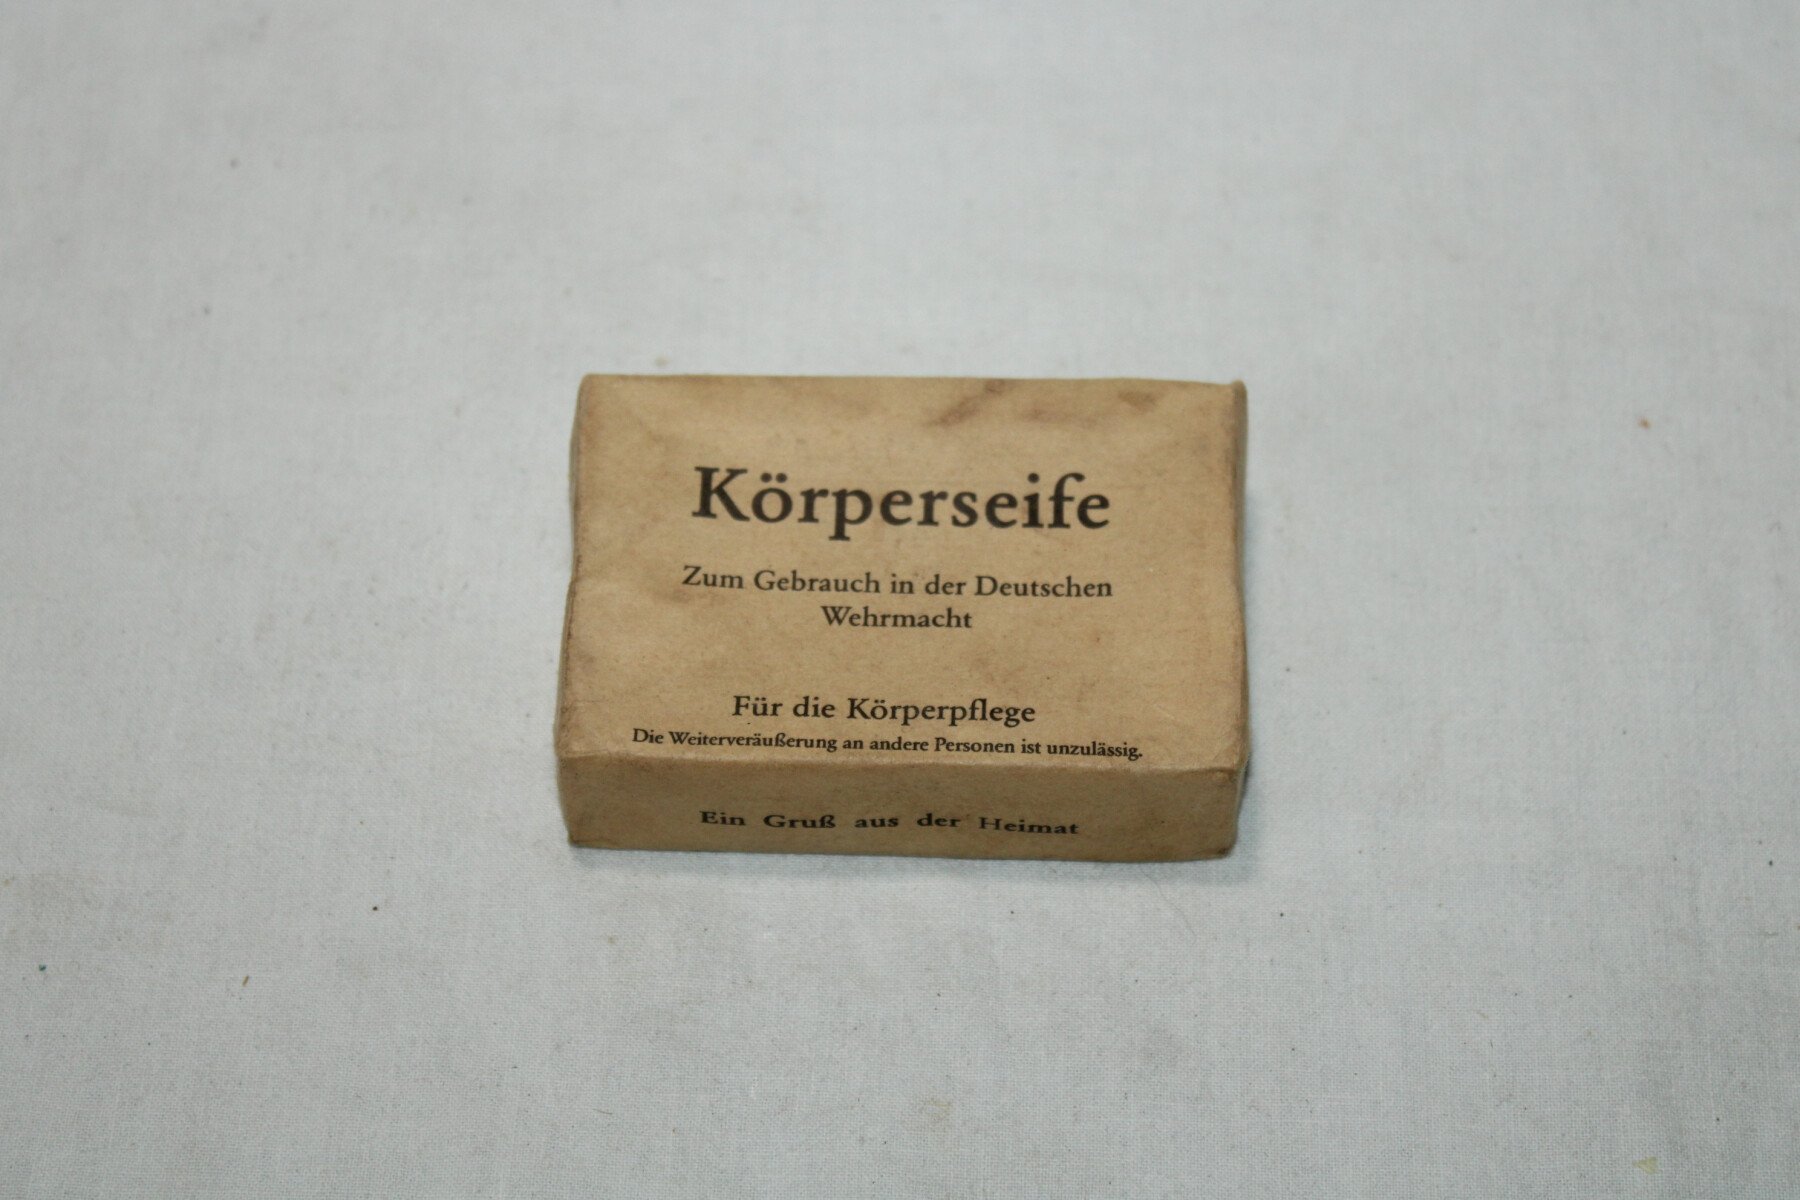 Körperseife
Zum Gebrauch in der Deutschen
Wehrmacht
Für die Körperpflege
Die Weiterveräußerung an andere Personen ist unzulässig.
Ein Gruß aus der Heimat